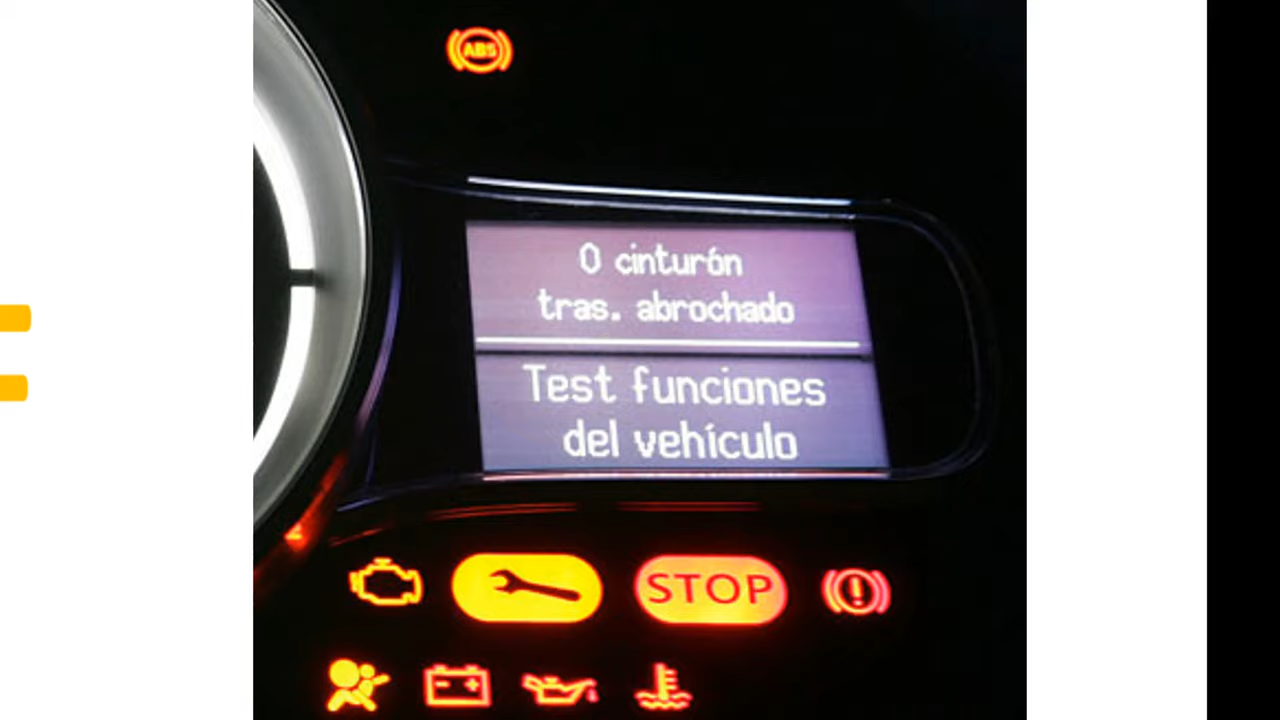 ABS
0 cinturón
tras. abrochado
Test funciones
del vehículo
STOP